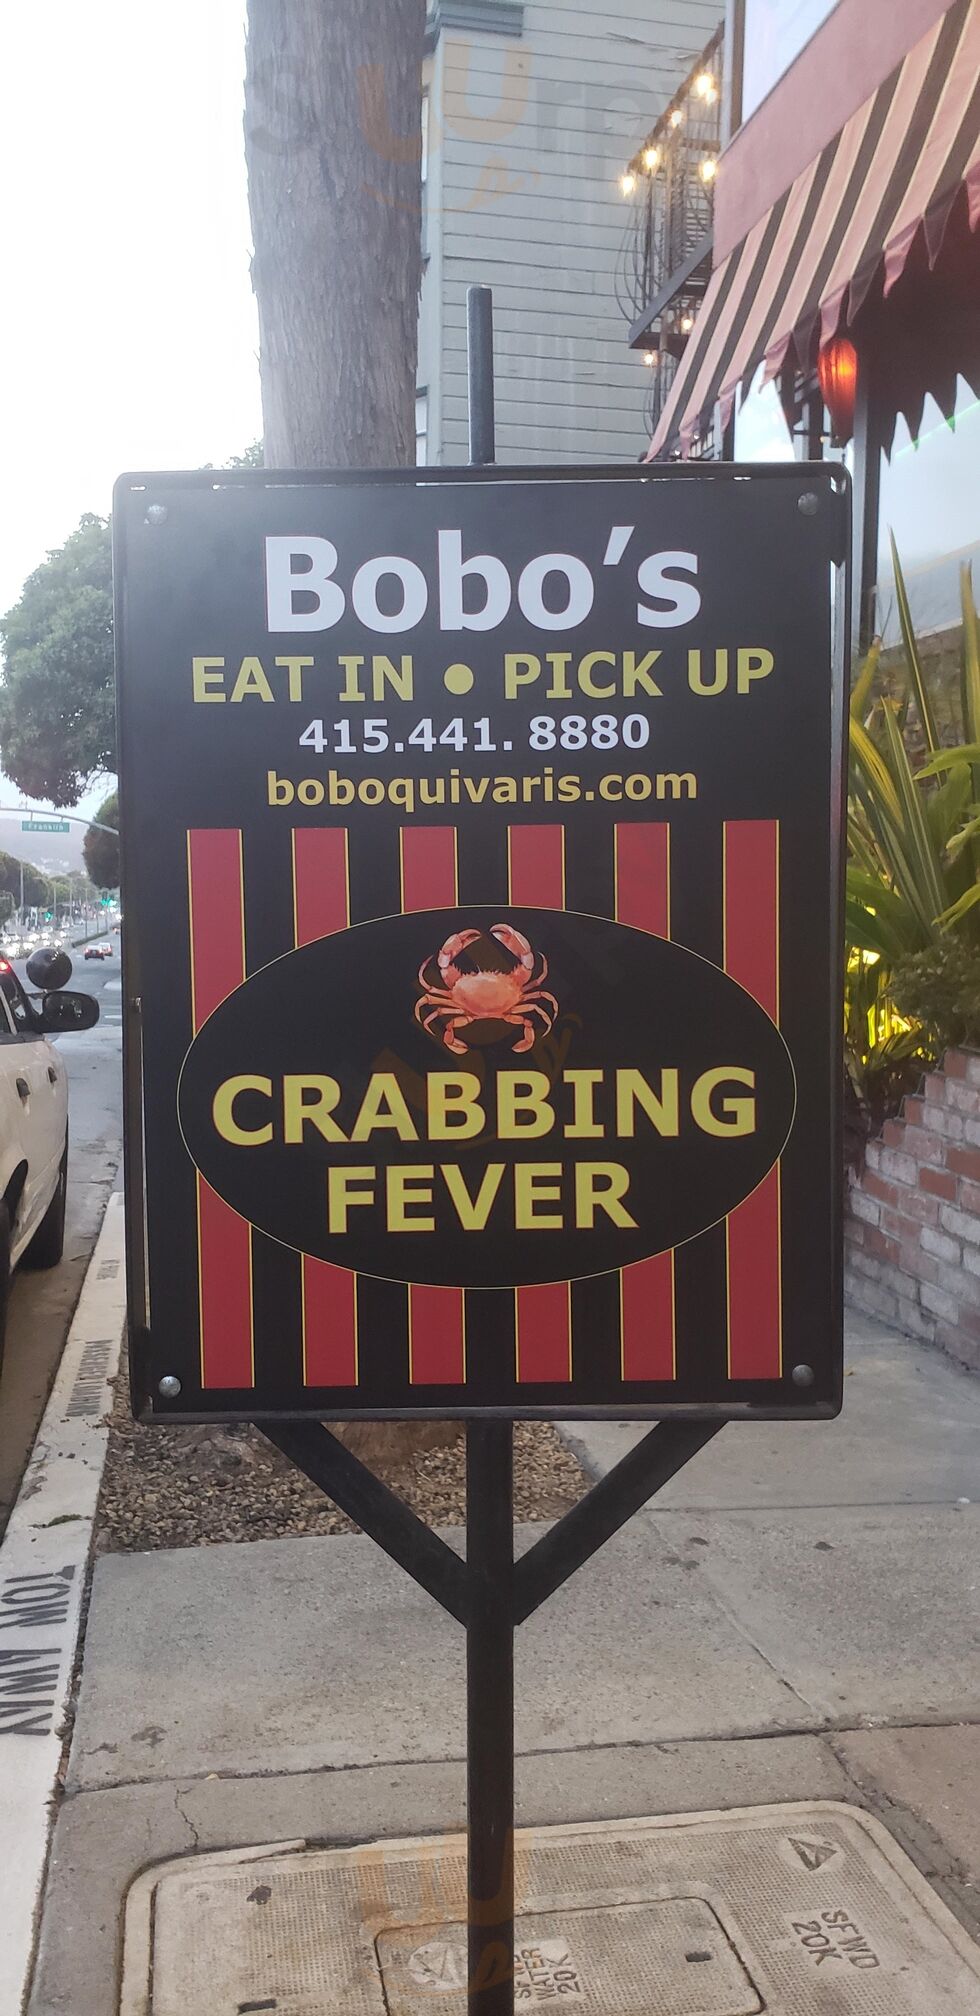 Bobo's
EAT IN • PICK UP
415.441. 8880
boboquivaris.com
CRABBING
FEVER
Franklin
TOW AWAY
SFWD
20K
WATER
20K